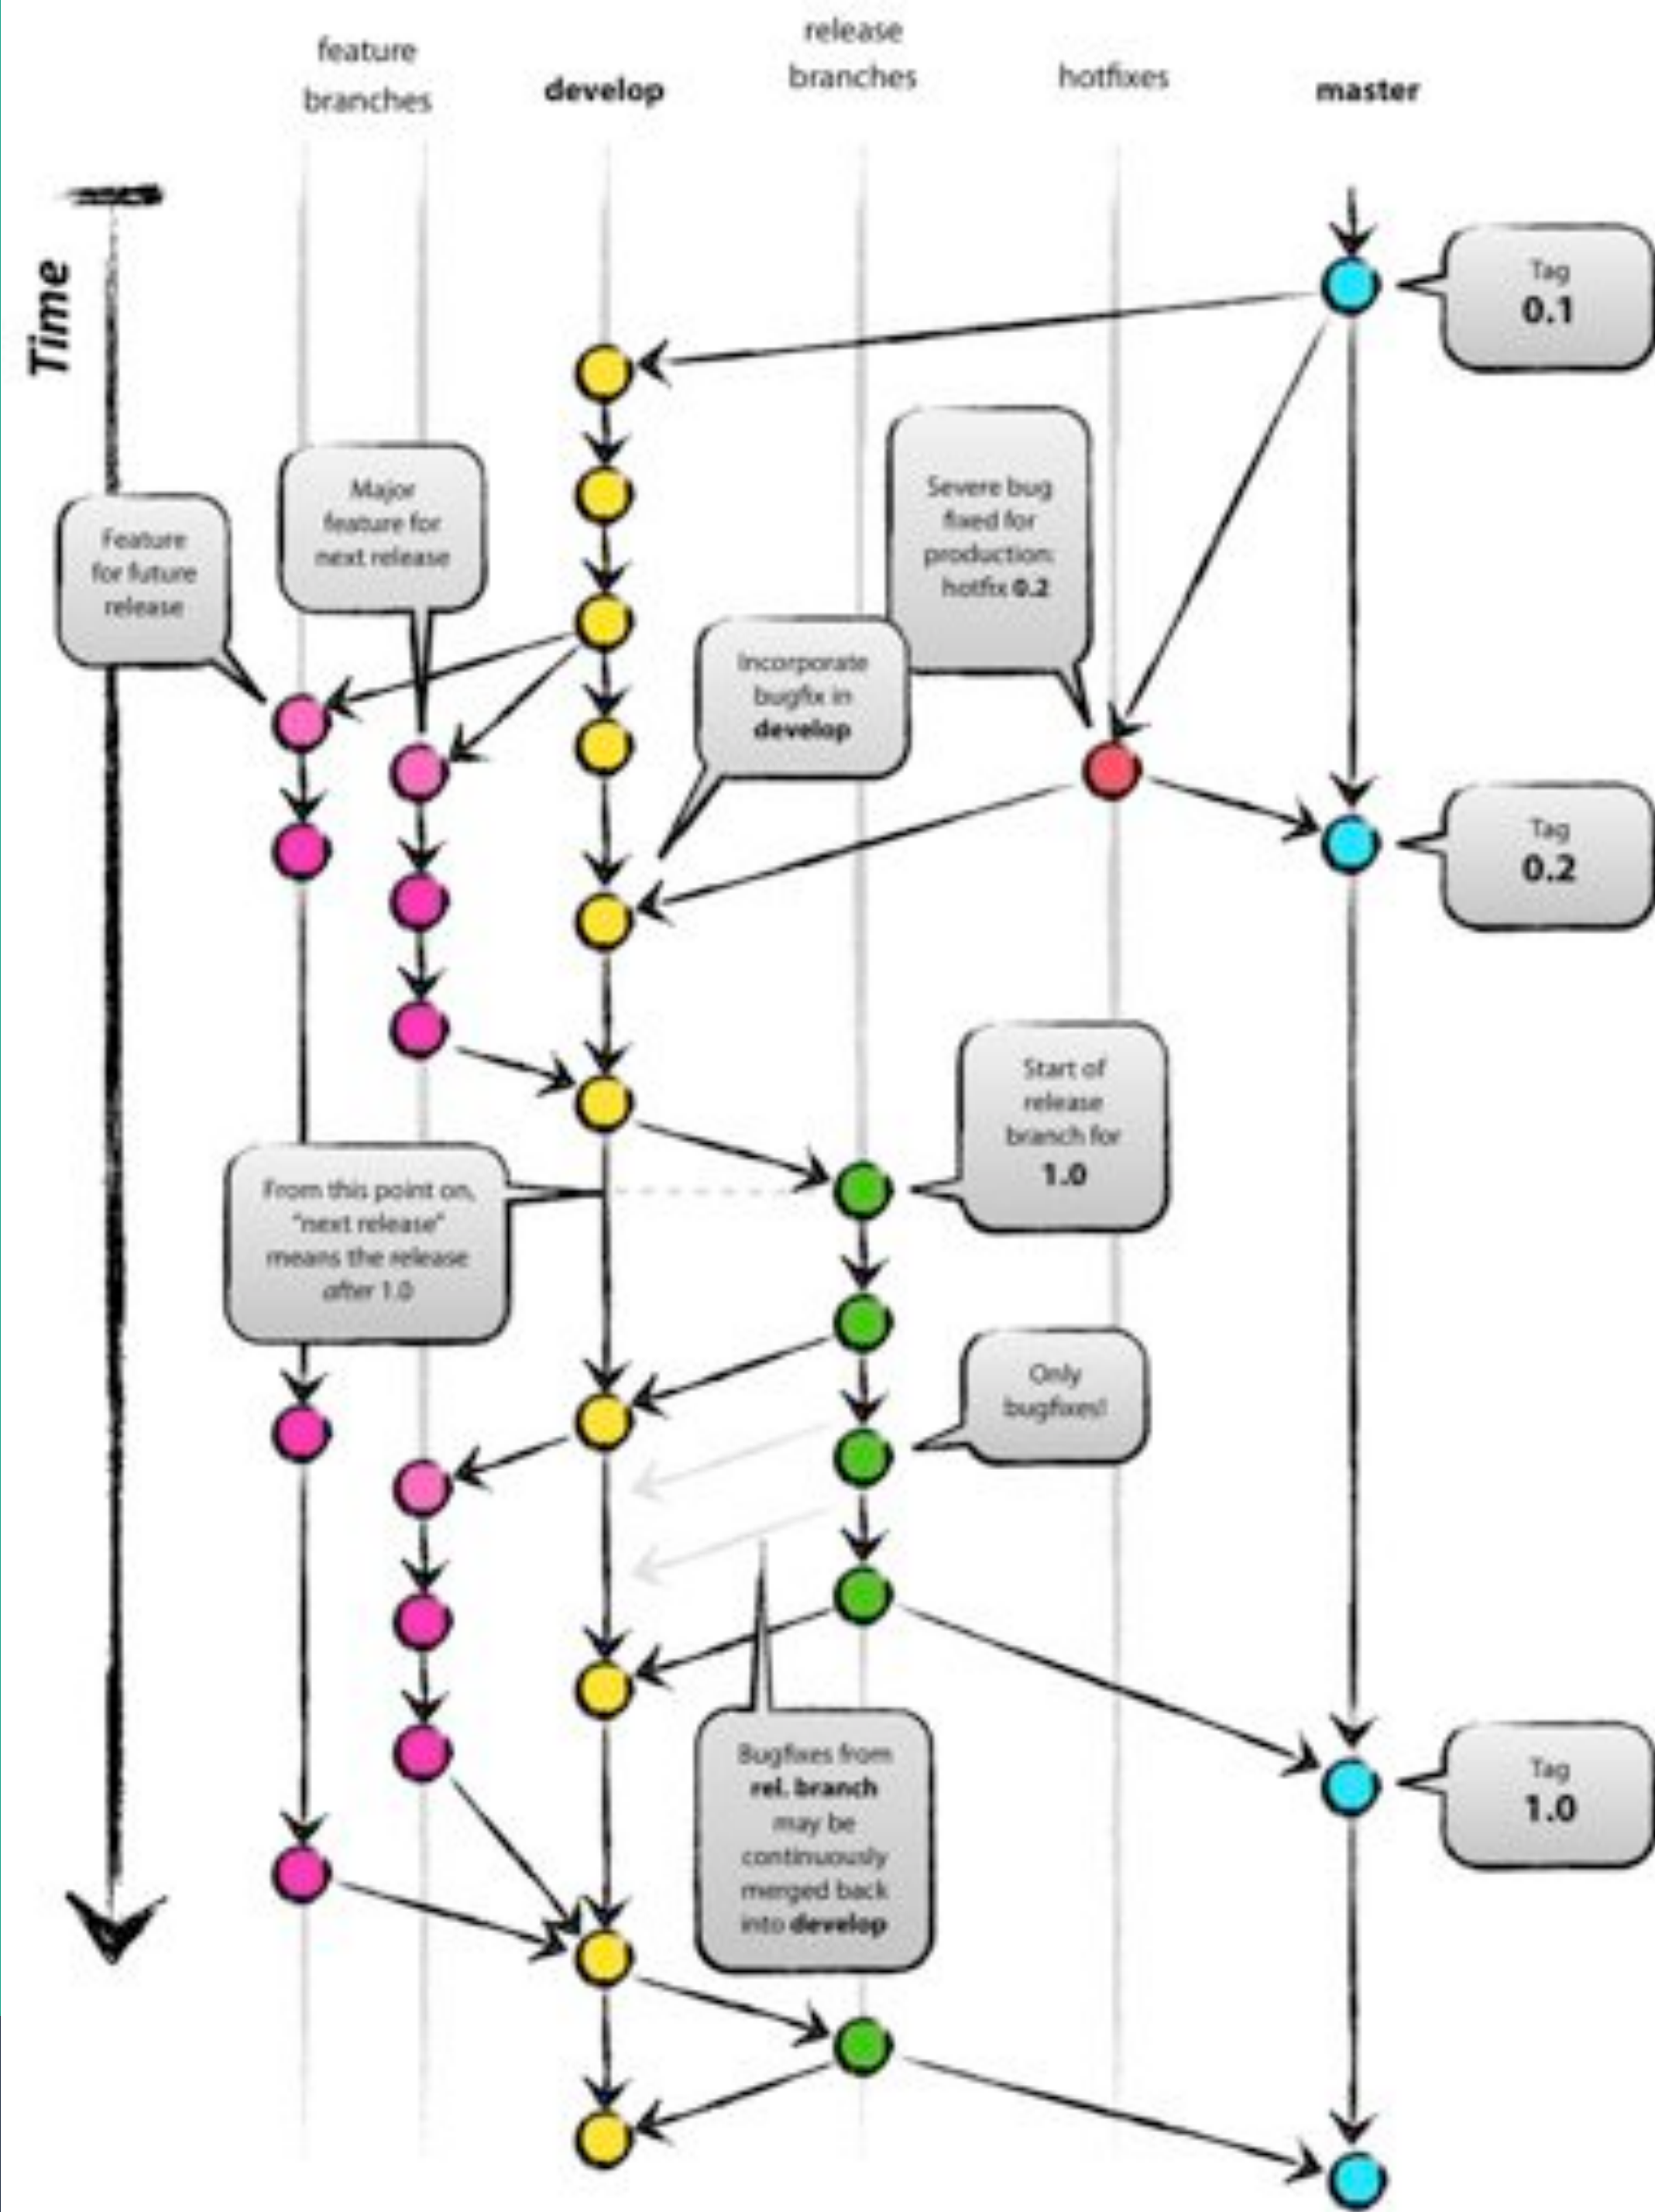 feature
branches
develop
release
branches
hotfixes
master
Time
Tag
0.1
Major
feature for
next release
Feature
for future
release
Severe bug
fixed for
production:
hotfix 0.2
Incorporate
bugfix in
develop
Tag
0.2
Start of
release
branch for
1.0
From this point on,
"next release"
means the release
after 1.0
Only
bugfixes!
Bugfixes from
rel. branch
may be
continuously
merged back
into develop
Tag
1.0